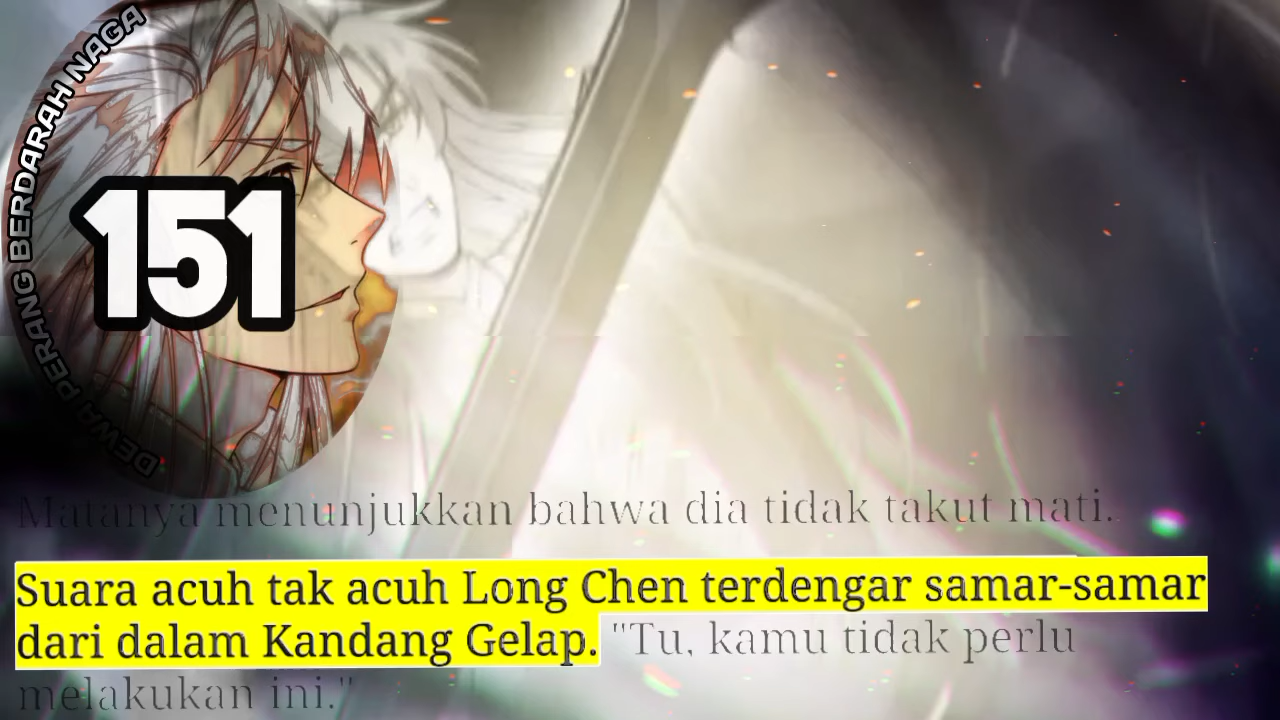 DEWA PERANG BERDARAH NAGA
151
Matanya menunjukkan bahwa dia tidak takut mati.
Suara acuh tak acuh Long Chen terdengar samar-samar
dari dalam Kandang Gelap. "Tu, kamu tidak perlu
melakukan ini."